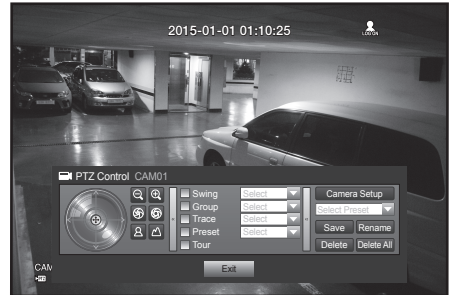 2015-01-01 01:10:25
LOG ON
PTZ Control CAM01
Swing Select
Group Select
Trace Select
Preset Select
Tour
Camera Setup
Select Preset
Save Rename
Delete Delete All
Exit
CAM
PTZ